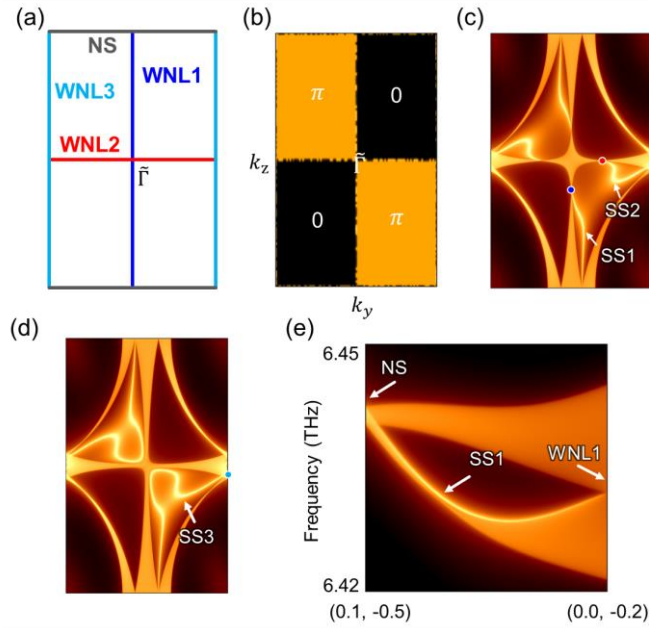 (a)
NS
WNL1
WNL3
WNL2
Γ̃
(b)
π
0
k_z
Γ̃
0
π
k_y
(c)
SS2
SS1
(d)
SS3
(e)
6.45
NS
Frequency (THz)
SS1
WNL1
6.42
(0.1, -0.5)
(0.0, -0.2)